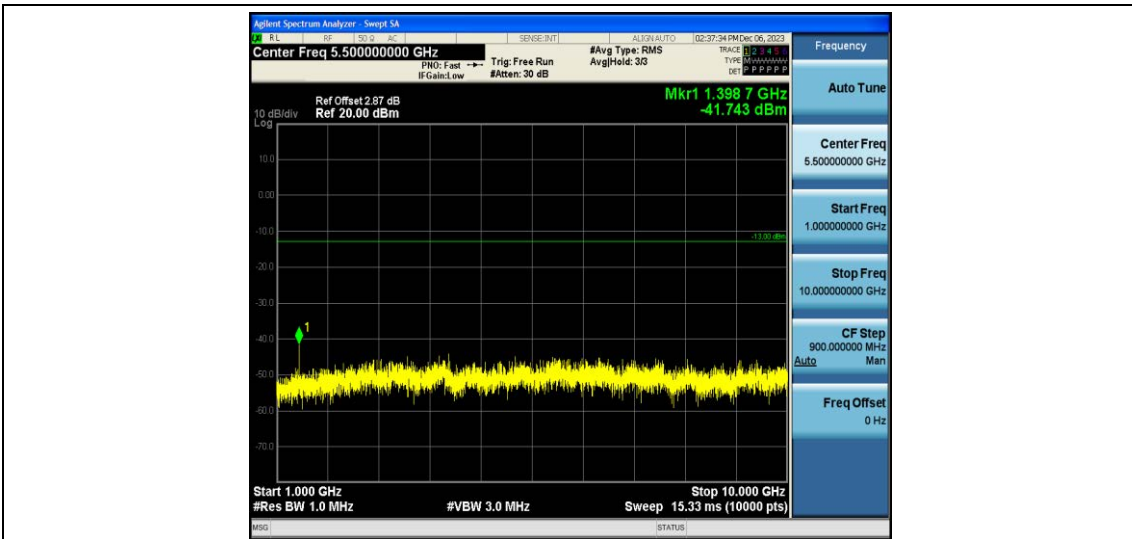 Agilent Spectrum Analyzer - Swept SA
RL RF 50 Ω AC SENSE:INT ALIGN AUTO 02:37:34 PM Dec 06, 2023
Center Freq 5.500000000 GHz
PNO: Fast
IFGain:Low
Trig: Free Run
#Atten: 30 dB
#Avg Type: RMS
Avg|Hold: 3/3
TRACE 1 2 3 4 5 6
TYPE M
DET P P P P P P
Mkr1 1.398 7 GHz
-41.743 dBm
Ref Offset 2.87 dB
10 dB/div Ref 20.00 dBm
Log
10.0
0.00
-10.0
-13.00 dBm
-20.0
-30.0
1
-40.0
-50.0
-60.0
-70.0
Start 1.000 GHz Stop 10.000 GHz
#Res BW 1.0 MHz #VBW 3.0 MHz Sweep 15.33 ms (10000 pts)
MSG STATUS
Frequency
Auto Tune
Center Freq
5.500000000 GHz
Start Freq
1.000000000 GHz
Stop Freq
10.000000000 GHz
CF Step
900.000000 MHz
Auto Man
Freq Offset
0 Hz